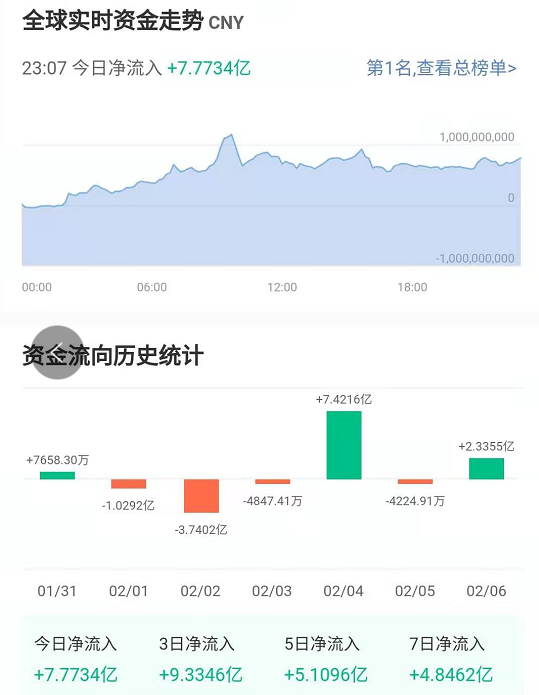 全球实时资金走势 CNY
23:07 今日净流入 +7.7734亿 第1名,查看总榜单>
1,000,000,000
0
-1,000,000,000
00:00 06:00 12:00 18:00
资金流向历史统计
+7.4216亿
+2.3355亿
+7658.30万
-1.0292亿
-4847.41万
-4224.91万
-3.7402亿
01/31 02/01 02/02 02/03 02/04 02/05 02/06
今日净流入 3日净流入 5日净流入 7日净流入
+7.7734亿 +9.3346亿 +5.1096亿 +4.8462亿